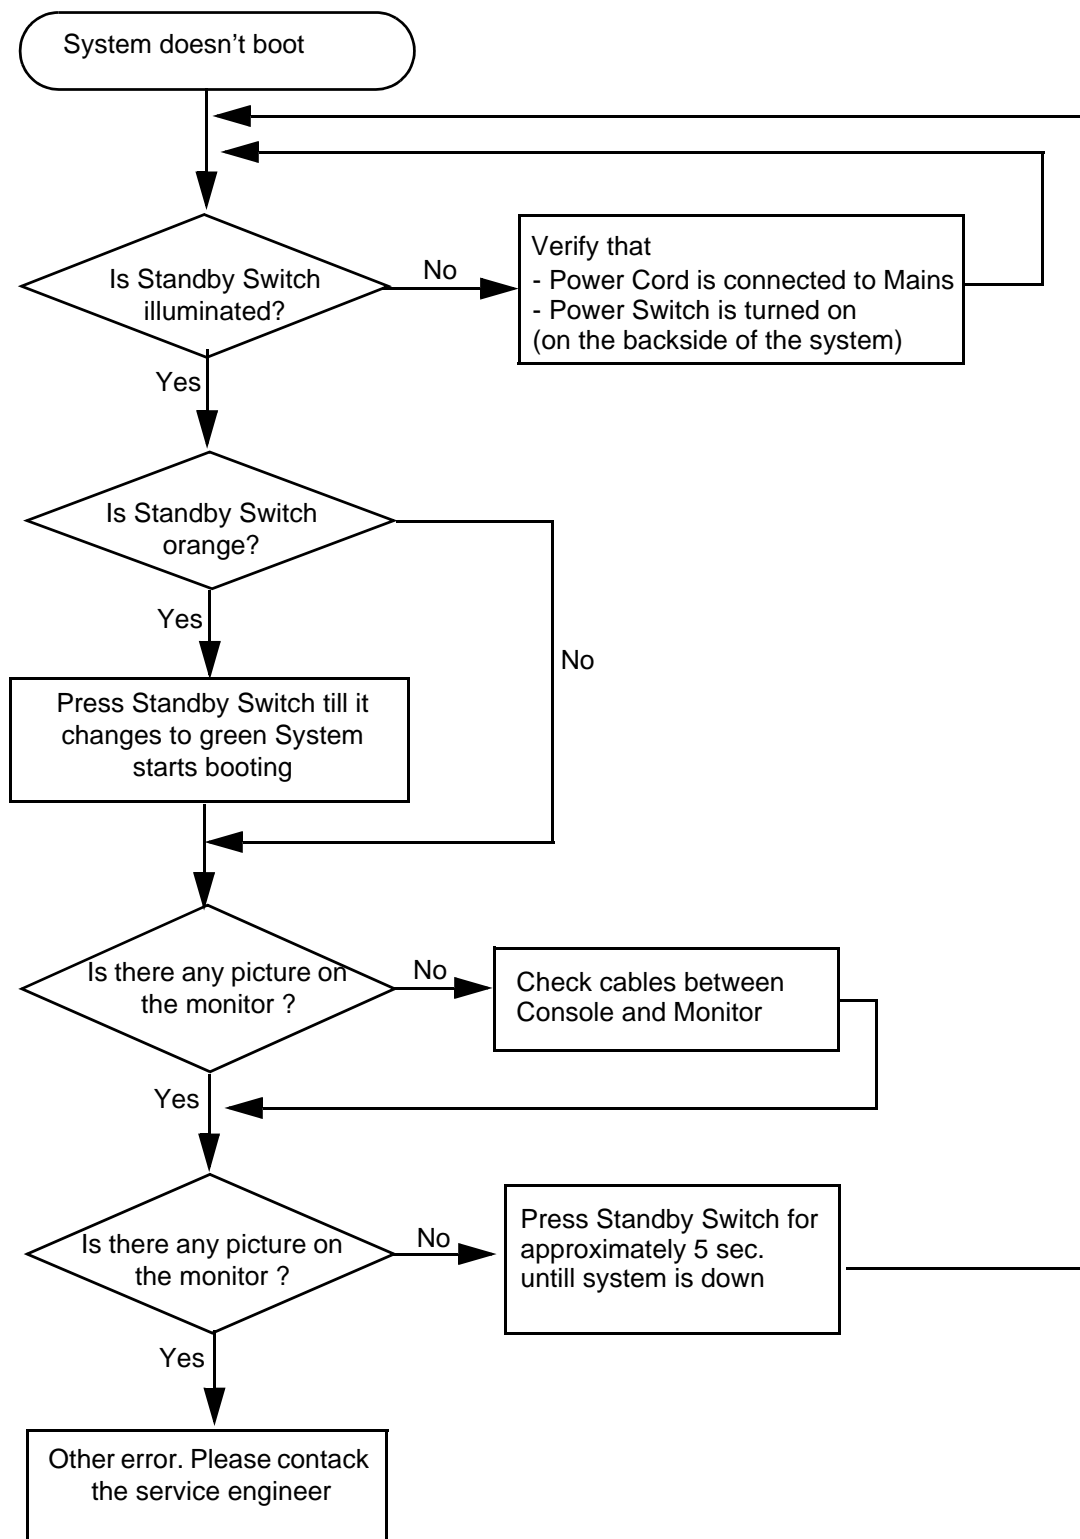 System doesn't boot
Is Standby Switch
illuminated?
No
Verify that
- Power Cord is connected to Mains
- Power Switch is turned on
(on the backside of the system)
Yes
Is Standby Switch
orange?
Yes
No
Press Standby Switch till it
changes to green System
starts booting
Is there any picture on
the monitor ?
No
Check cables between
Console and Monitor
Yes
Is there any picture on
the monitor ?
No
Press Standby Switch for
approximately 5 sec.
untill system is down
Yes
Other error. Please contack
the service engineer